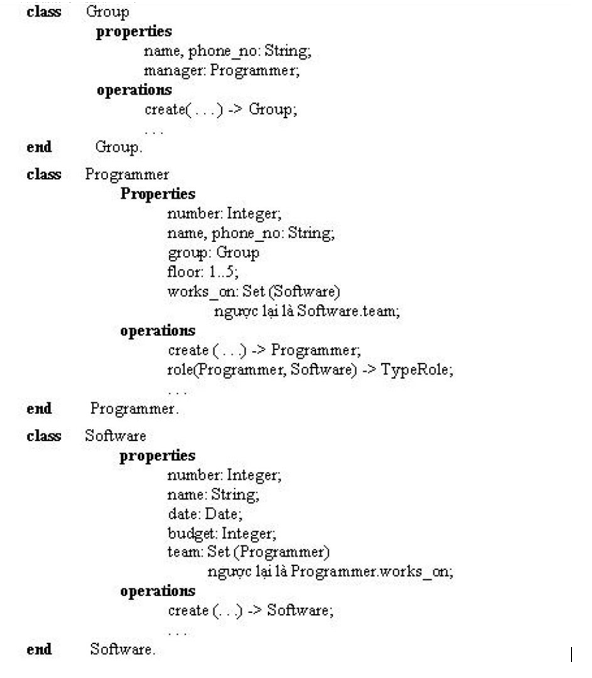 class Group
properties
name, phone_no: String;
manager: Programmer;
operations
create( . . . ) -> Group;
. . .
end Group.
class Programmer
Properties
number: Integer;
name, phone_no: String;
group: Group
floor: 1..5;
works_on: Set (Software)
ngược lại là Software.team;
operations
create ( . . .) -> Programmer;
role(Programmer, Software) -> TypeRole;
. . .
end Programmer.
class Software
properties
number: Integer;
name: String;
date: Date;
budget: Integer;
team: Set (Programmer)
ngược lại là Programmer.works_on;
operations
create (. . .) -> Software;
. . .
end Software.